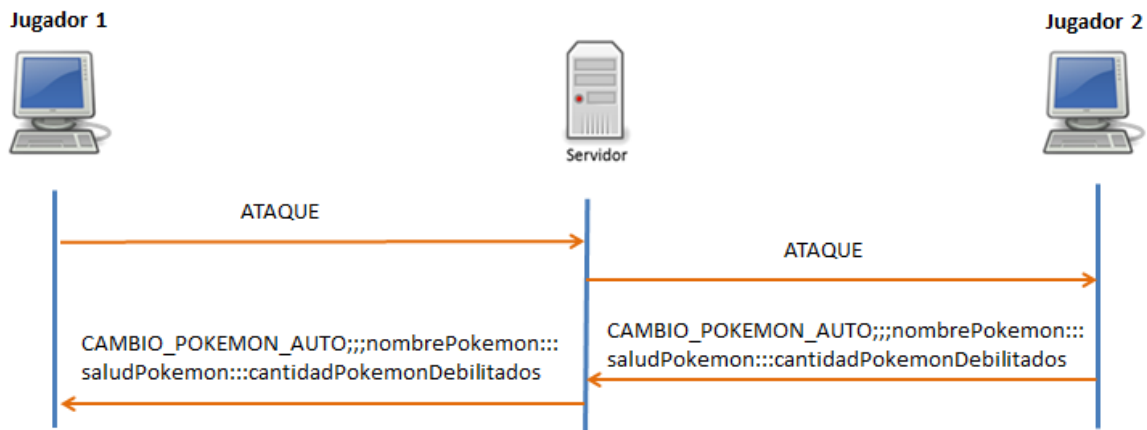 Jugador 1
Jugador 2
Servidor
ATAQUE
ATAQUE
CAMBIO_POKEMON_AUTO;;;nombrePokemon:::
saludPokemon:::cantidadPokemonDebilitados
CAMBIO_POKEMON_AUTO;;;nombrePokemon:::
saludPokemon:::cantidadPokemonDebilitados